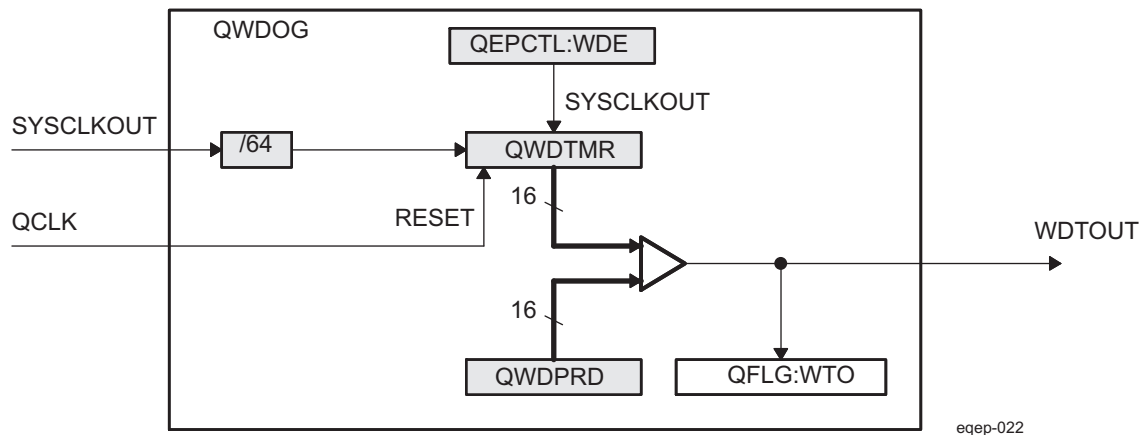 QWDOG
QEPCTL:WDE
SYSCLKOUT
SYSCLKOUT
/64
QWDTMR
16
RESET
QCLK
WDTOUT
16
QWDPRD
QFLG:WTO
eqep-022